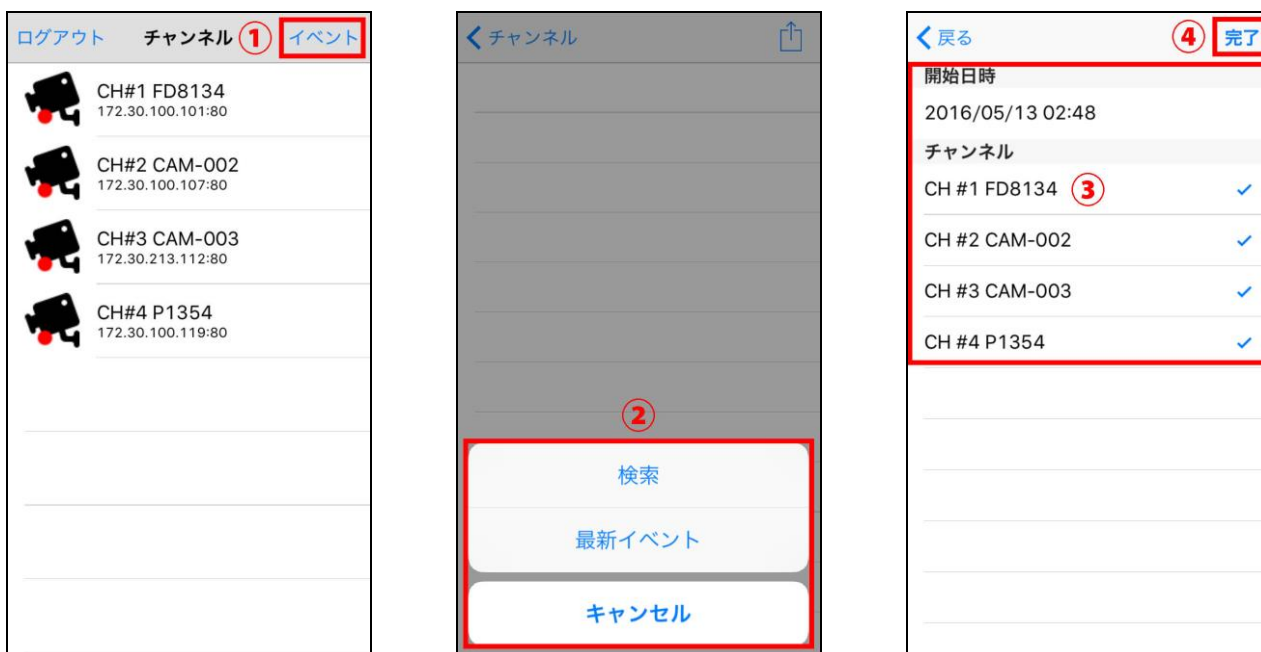 ログアウト チャンネル ① イベント
CH#1 FD8134
172.30.100.101:80
CH#2 CAM-002
172.30.100.107:80
CH#3 CAM-003
172.30.213.112:80
CH#4 P1354
172.30.100.119:80
チャンネル
②
検索
最新イベント
キャンセル
戻る ④ 完了
開始日時
2016/05/13 02:48
チャンネル
CH #1 FD8134 ③
CH #2 CAM-002
CH #3 CAM-003
CH #4 P1354